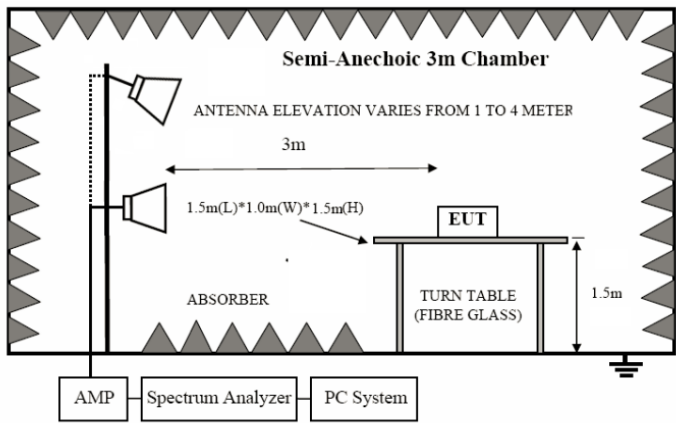 Semi-Anechoic 3m Chamber
ANTENNA ELEVATION VARIES FROM 1 TO 4 METER
3m
1.5m(L)*1.0m(W)*1.5m(H)
EUT
ABSORBER
TURN TABLE
(FIBRE GLASS)
1.5m
AMP
Spectrum Analyzer
PC System